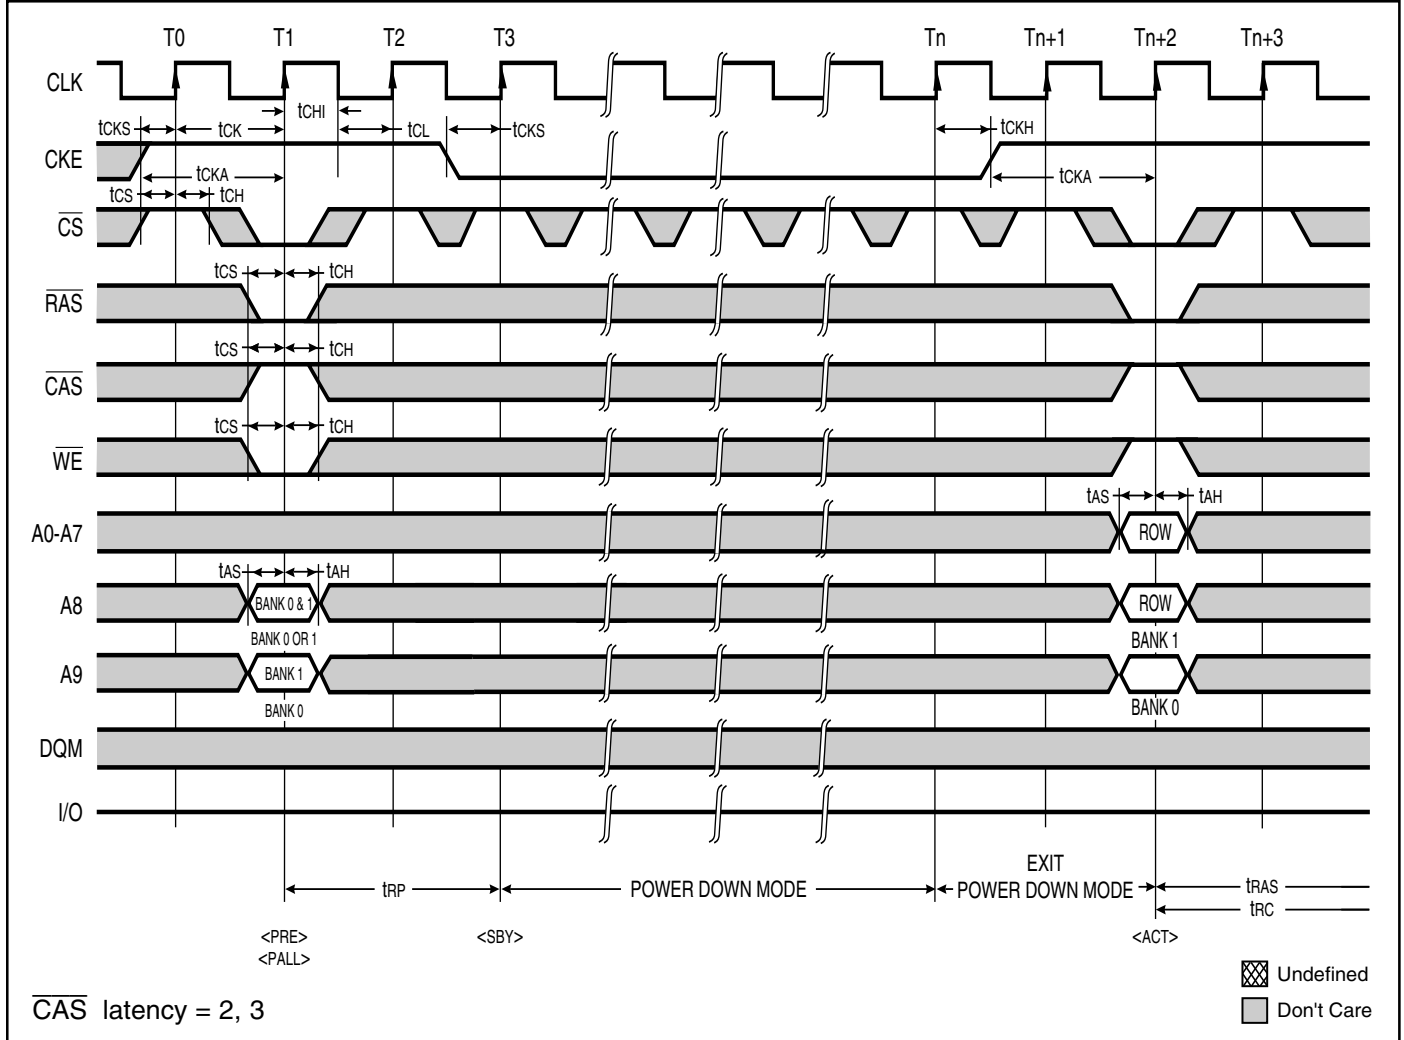 T0 T1 T2 T3 Tn Tn+1 Tn+2 Tn+3
CLK
tCHI
tCKS tCK tCL tCKS tCKH
CKE
tCKA tCKA
tCS tCH
CS
tCS tCH
RAS
tCS tCH
CAS
tCS tCH
WE
tAS tAH
A0-A7 ROW
tAS tAH
A8 BANK 0 & 1 ROW
BANK 0 OR 1 BANK 1
A9 BANK 1
BANK 0 BANK 0
DQM
I/O
EXIT
tRP POWER DOWN MODE POWER DOWN MODE tRAS
tRC
<PRE> <SBY> <ACT>
<PALL>
Undefined
CAS latency = 2, 3
Don't Care